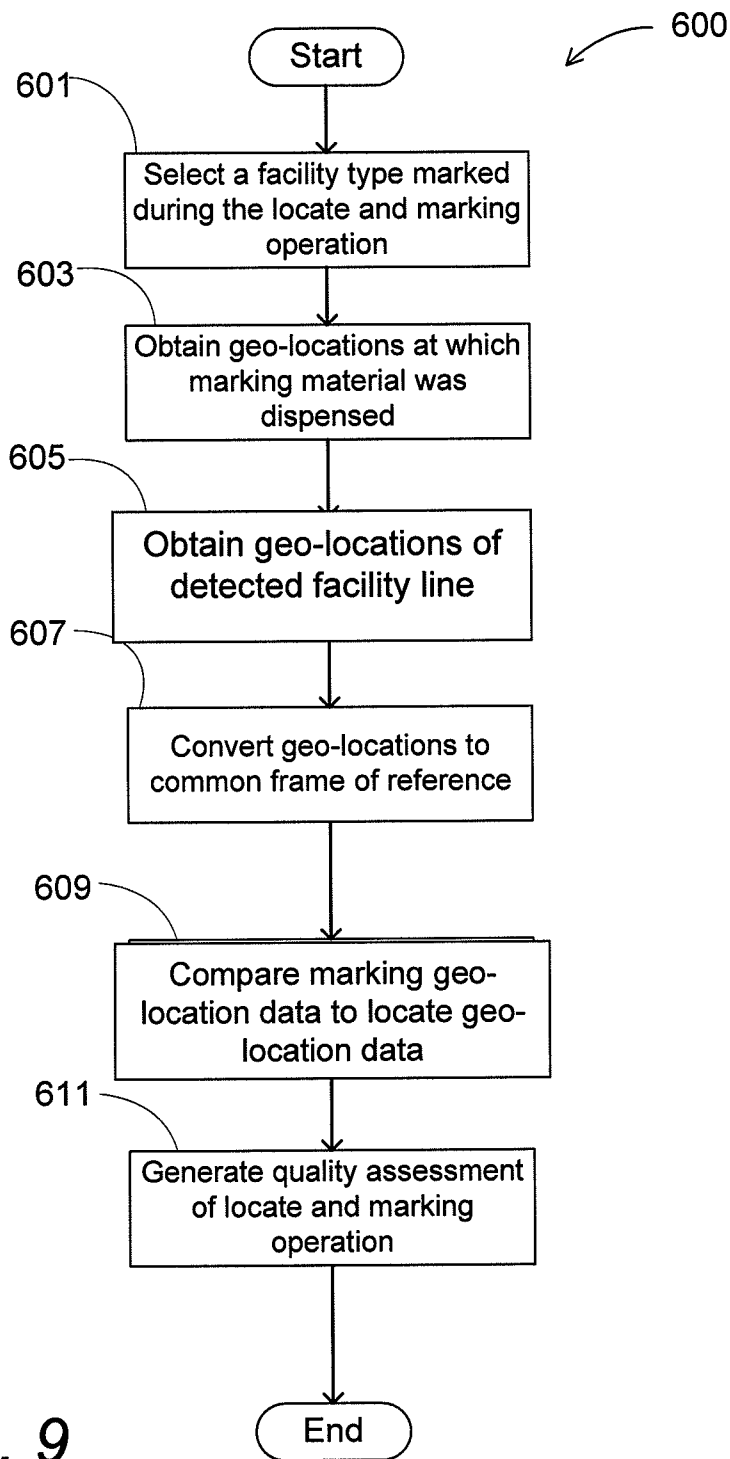 600
Start
601
Select a facility type marked
during the locate and marking
operation
603
Obtain geo-locations at which
marking material was
dispensed
605
Obtain geo-locations of
detected facility line
607
Convert geo-locations to
common frame of reference
609
Compare marking geo-
location data to locate geo-
location data
611
Generate quality assessment
of locate and marking
operation
End
. 9